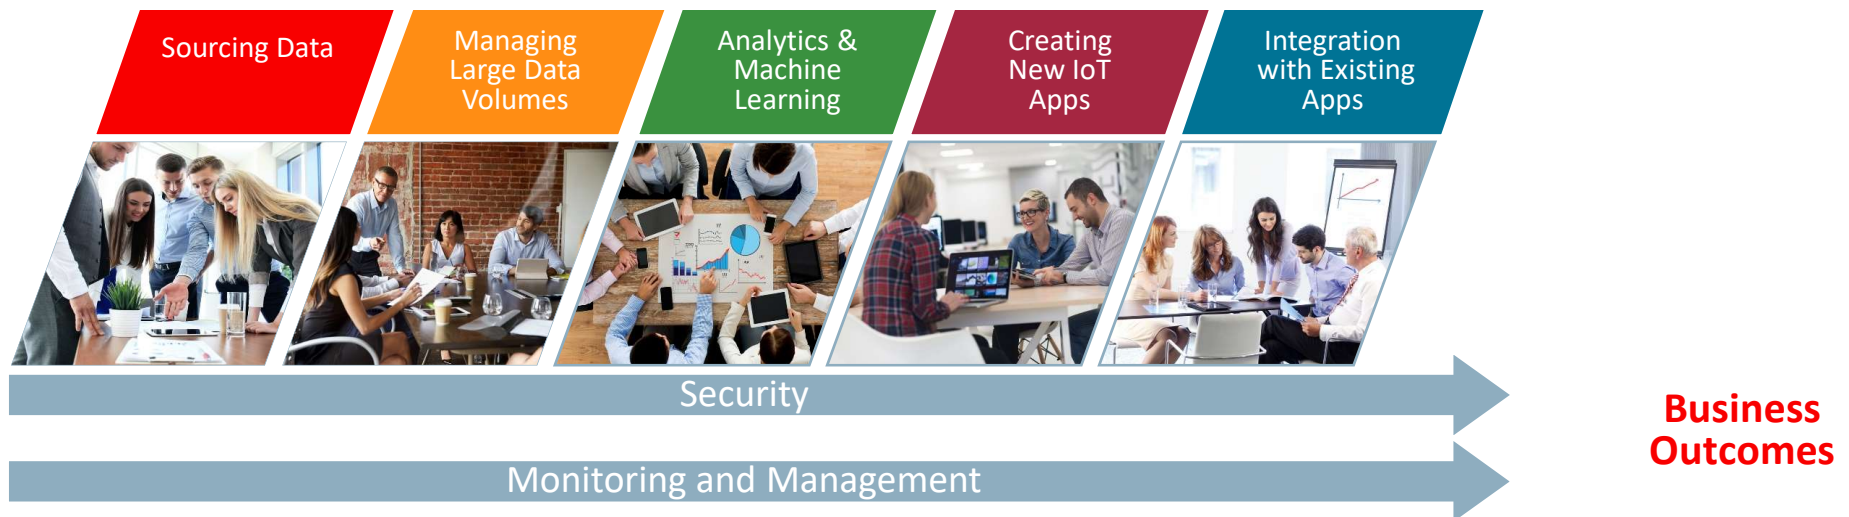 Sourcing Data
Managing
Large Data
Volumes
Analytics &
Machine
Learning
Creating
New IoT
Apps
Integration
with Existing
Apps
Security
Monitoring and Management
Business
Outcomes